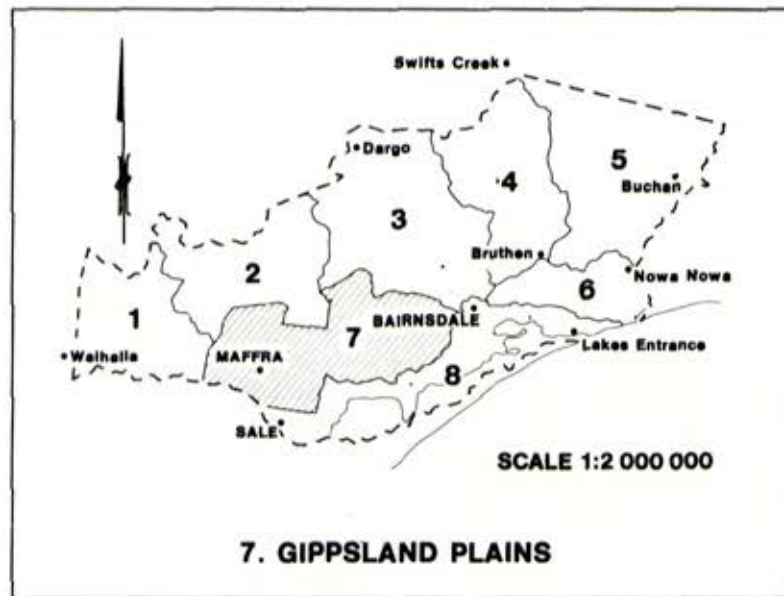 Swifts Creek
Dargo
5
4
Buchan
3
Bruthen
2
Nowa Nowa
6
1
7
BAIRNSDALE
Walhalla
MAFFRA
Lakes Entrance
8
SALE
SCALE 1:2 000 000
7. GIPPSLAND PLAINS